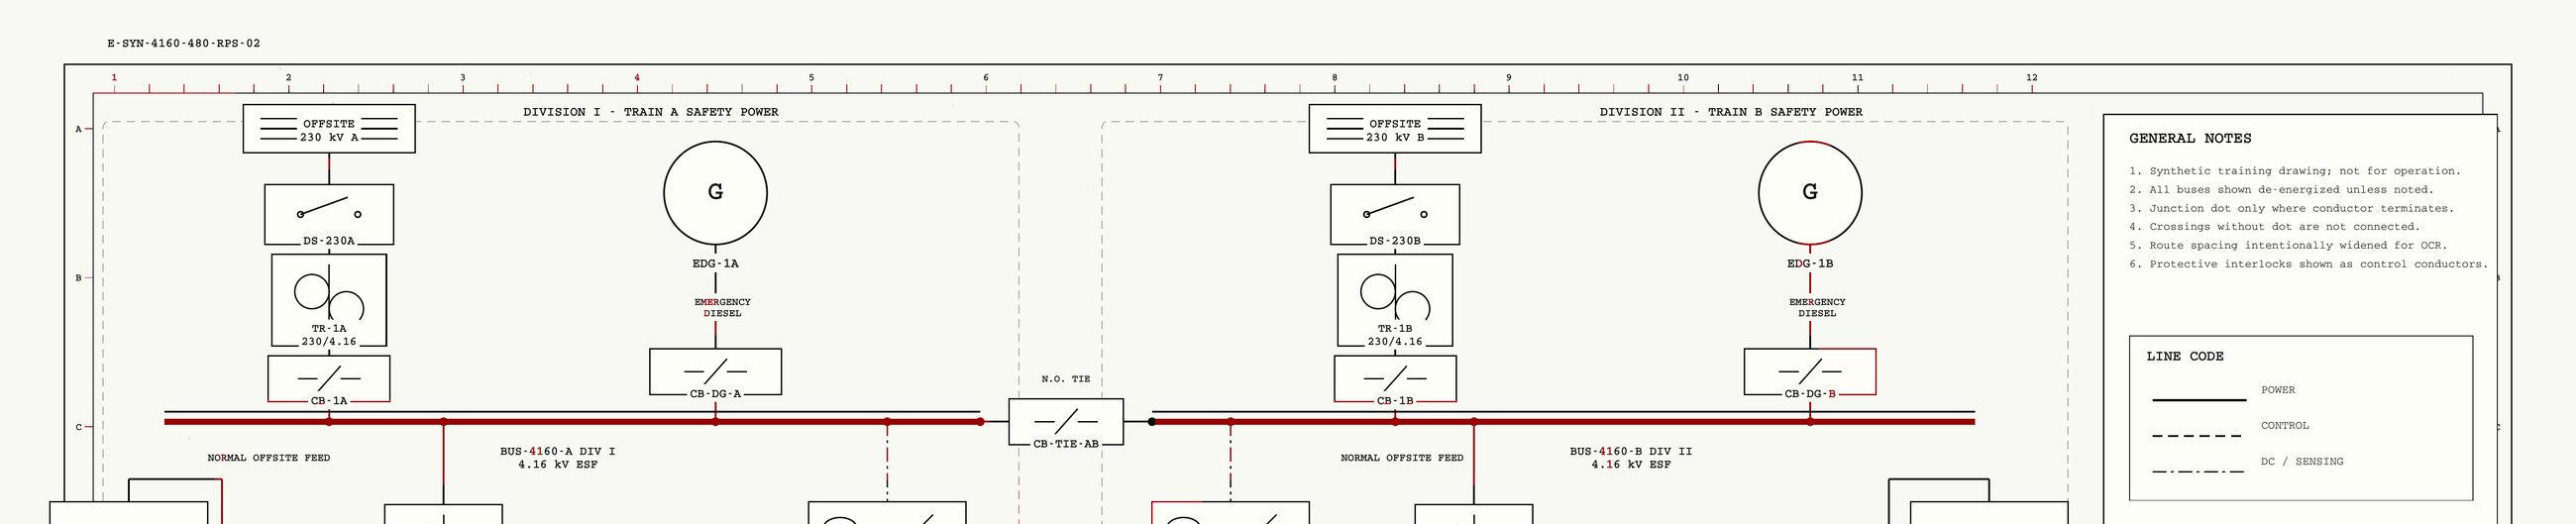 E-SYN-4160-480-RPS-02
1 2 3 4 5 6 7 8 9 10 11 12
A
B
C
DIVISION I - TRAIN A SAFETY POWER
OFFSITE
230 kV A
DS-230A
TR-1A
230/4.16
CB-1A
G
EDG-1A
EMERGENCY
DIESEL
CB-DG-A
NORMAL OFFSITE FEED
BUS-4160-A DIV I
4.16 kV ESF
N.O. TIE
CB-TIE-AB
DIVISION II - TRAIN B SAFETY POWER
OFFSITE
230 kV B
DS-230B
TR-1B
230/4.16
CB-1B
G
EDG-1B
EMERGENCY
DIESEL
CB-DG-B
NORMAL OFFSITE FEED
BUS-4160-B DIV II
4.16 kV ESF
GENERAL NOTES
1. Synthetic training drawing; not for operation.
2. All buses shown de-energized unless noted.
3. Junction dot only where conductor terminates.
4. Crossings without dot are not connected.
5. Route spacing intentionally widened for OCR.
6. Protective interlocks shown as control conductors.
LINE CODE
POWER
CONTROL
DC / SENSING